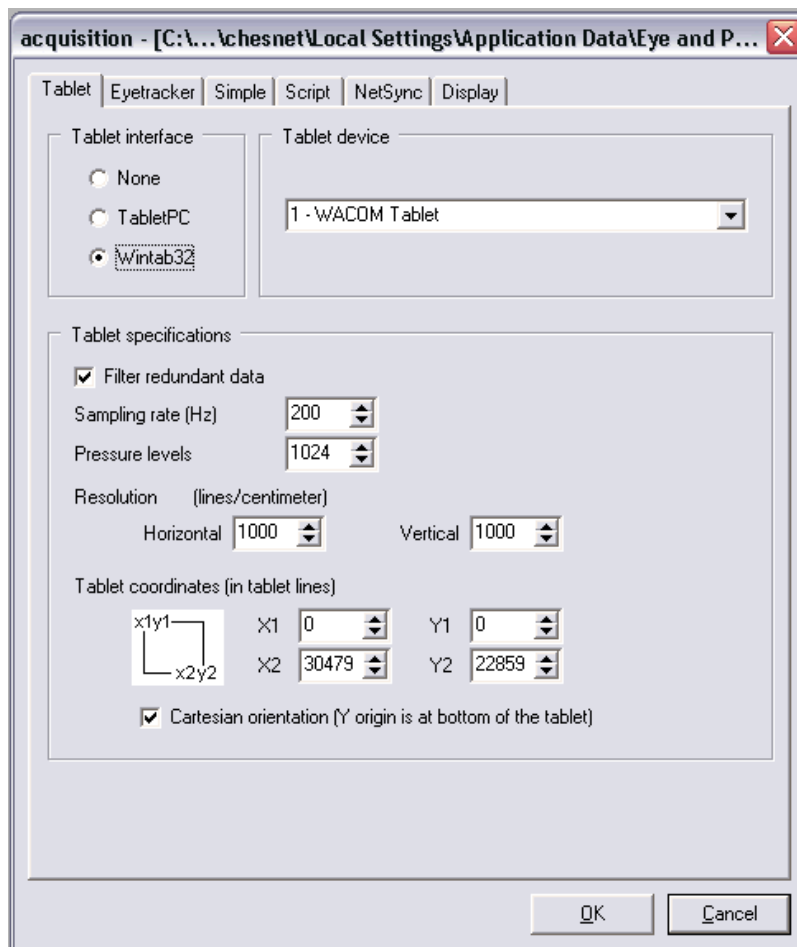 acquisition - [C:\...\chesnet\Local Settings\Application Data\Eye and P...
Tablet Eyetracker Simple Script NetSync Display
Tablet interface
None
TabletPC
Wintab32
Tablet device
1 - WACOM Tablet
Tablet specifications
Filter redundant data
Sampling rate (Hz) 200
Pressure levels 1024
Resolution (lines/centimeter)
Horizontal 1000 Vertical 1000
Tablet coordinates (in tablet lines)
x1y1
x2y2
X1 0 Y1 0
X2 30479 Y2 22859
Cartesian orientation (Y origin is at bottom of the tablet)
OK Cancel